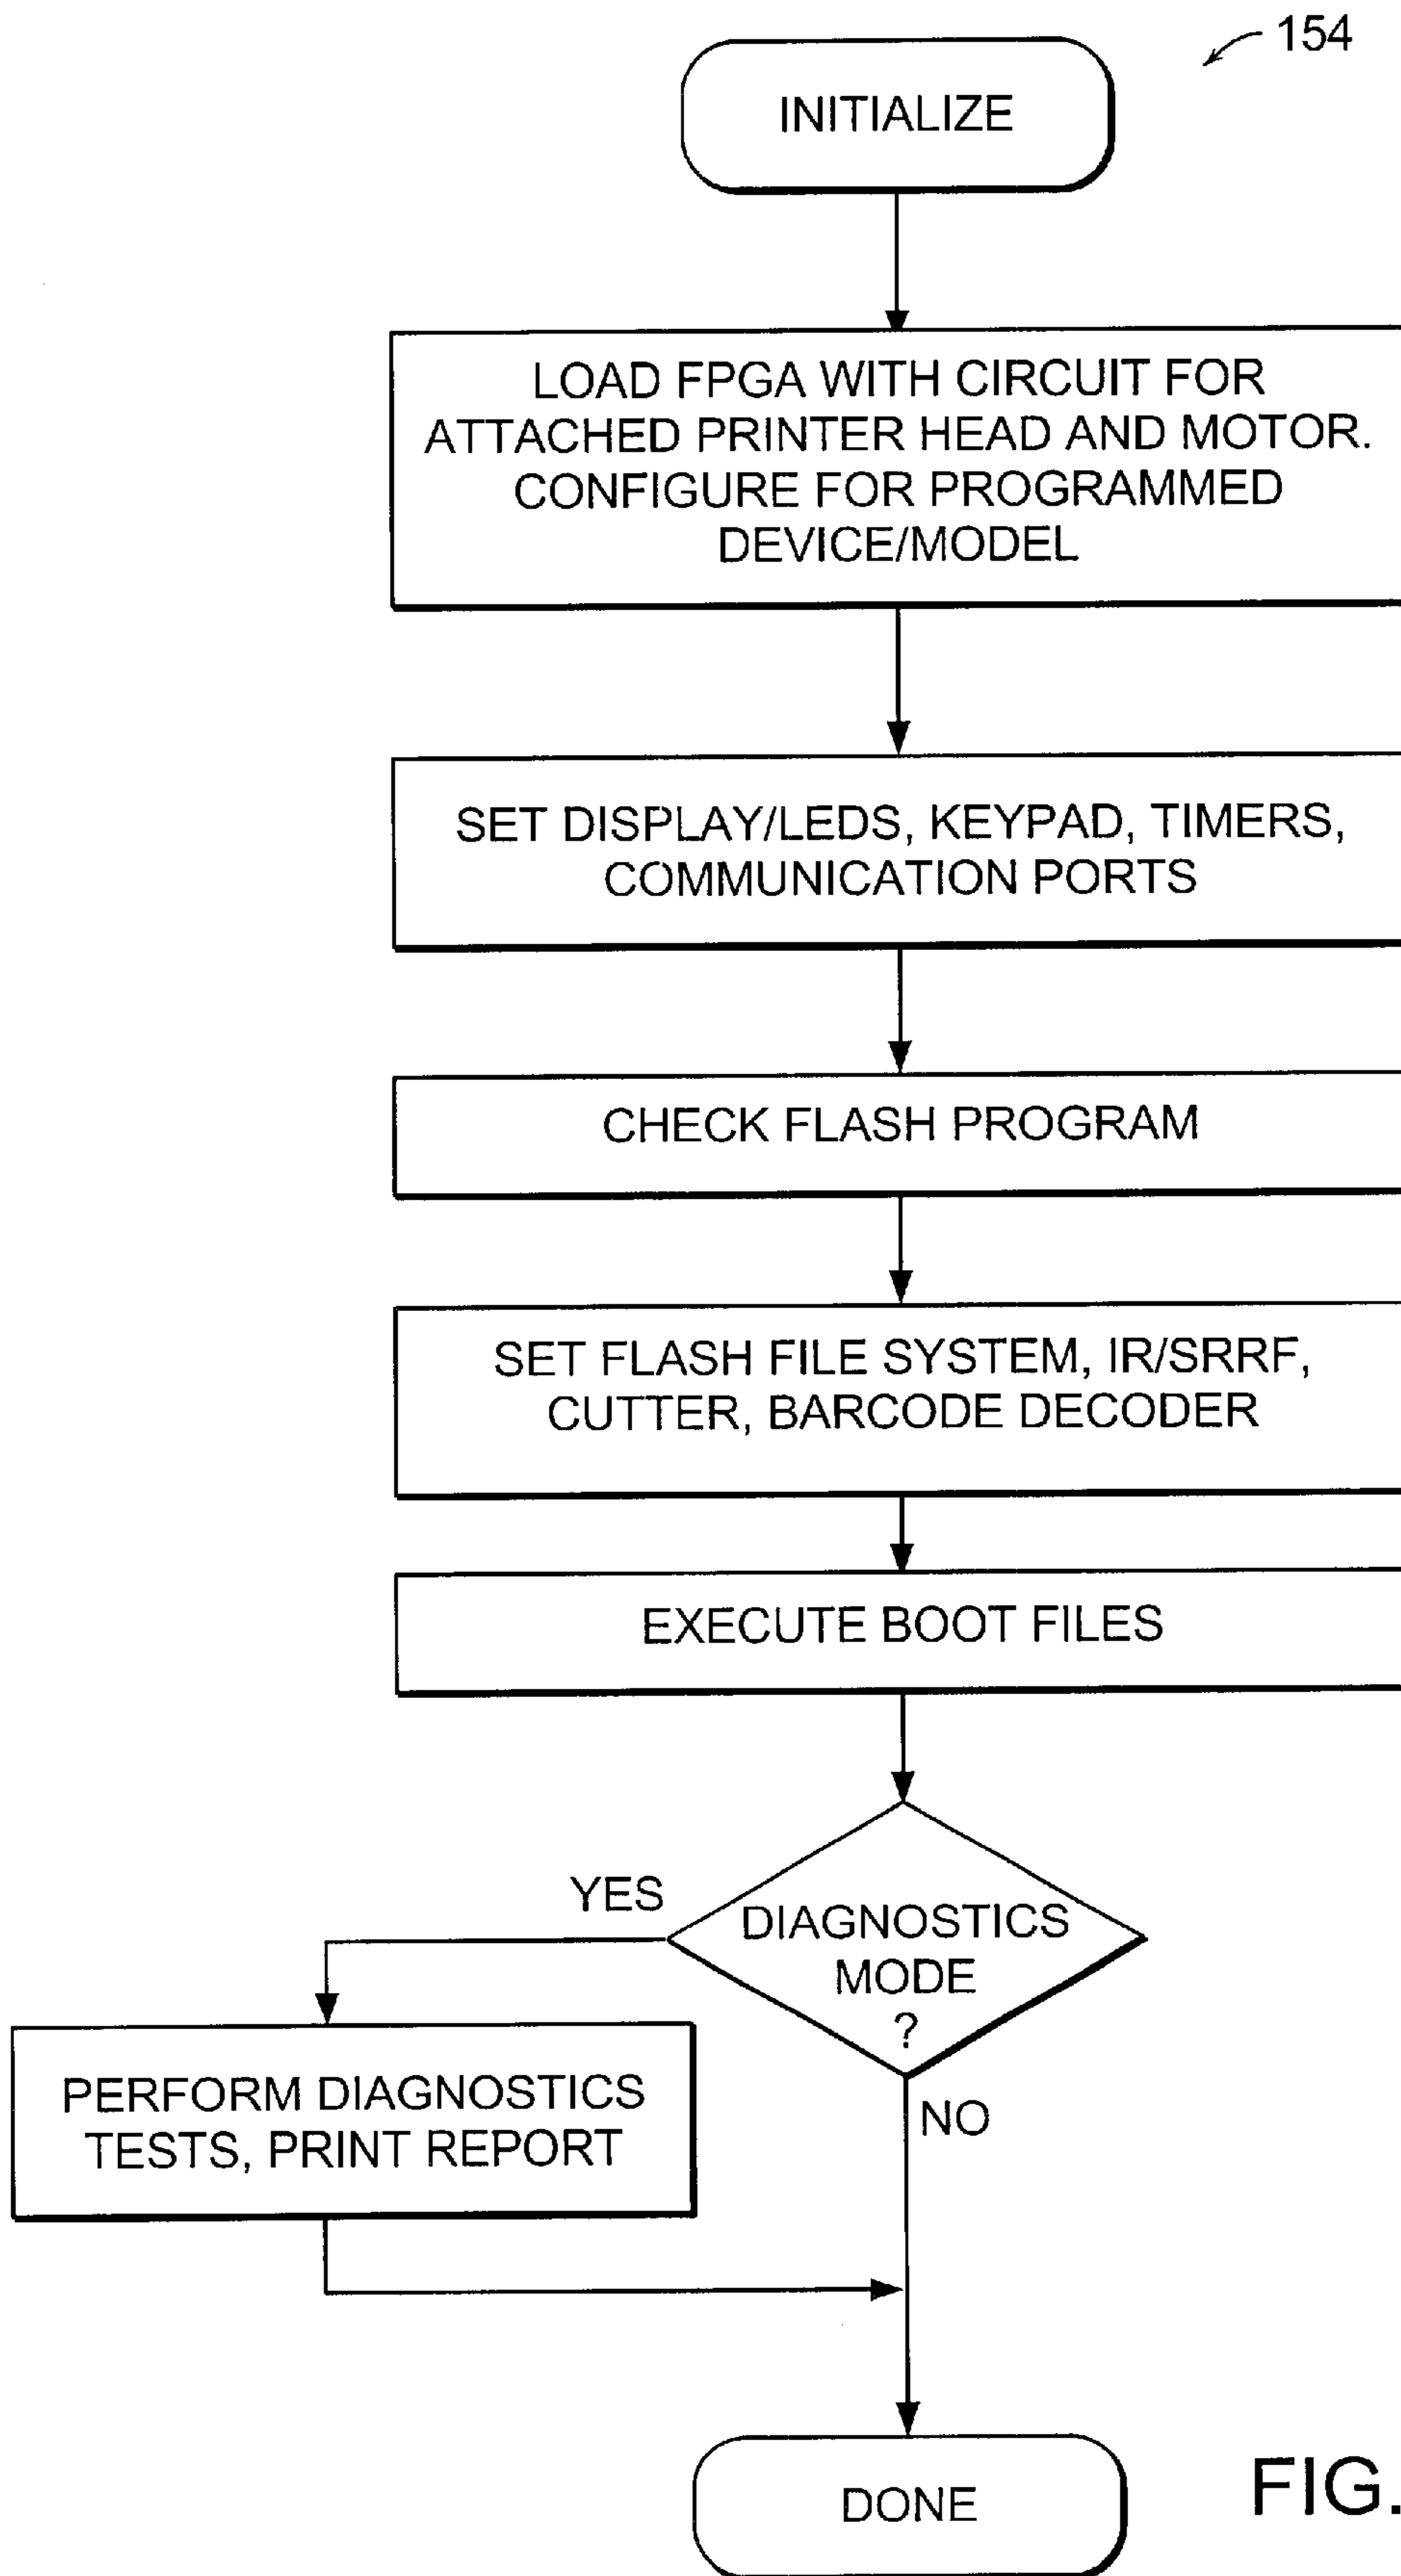 154
INITIALIZE
LOAD FPGA WITH CIRCUIT FOR
ATTACHED PRINTER HEAD AND MOTOR.
CONFIGURE FOR PROGRAMMED
DEVICE/MODEL
SET DISPLAY/LEDS, KEYPAD, TIMERS,
COMMUNICATION PORTS
CHECK FLASH PROGRAM
SET FLASH FILE SYSTEM, IR/SRRF,
CUTTER, BARCODE DECODER
EXECUTE BOOT FILES
YES
DIAGNOSTICS
MODE
?
PERFORM DIAGNOSTICS
TESTS, PRINT REPORT
NO
DONE
FIG.